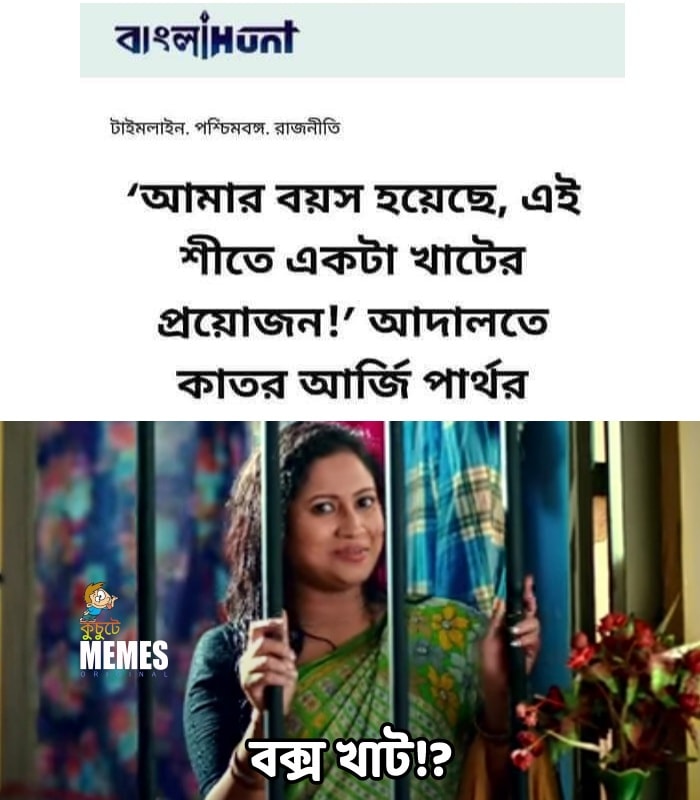 বাংলাHunt
টাইমলাইন. পশ্চিমবঙ্গ. রাজনীতি
‘আমার বয়স হয়েছে, এই
শীতে একটা খাটের
প্রয়োজন!’ আদালতে
কাতর আর্জি পার্থর
কুচুটে
MEMES
ORIGINAL
বক্স খাট!?